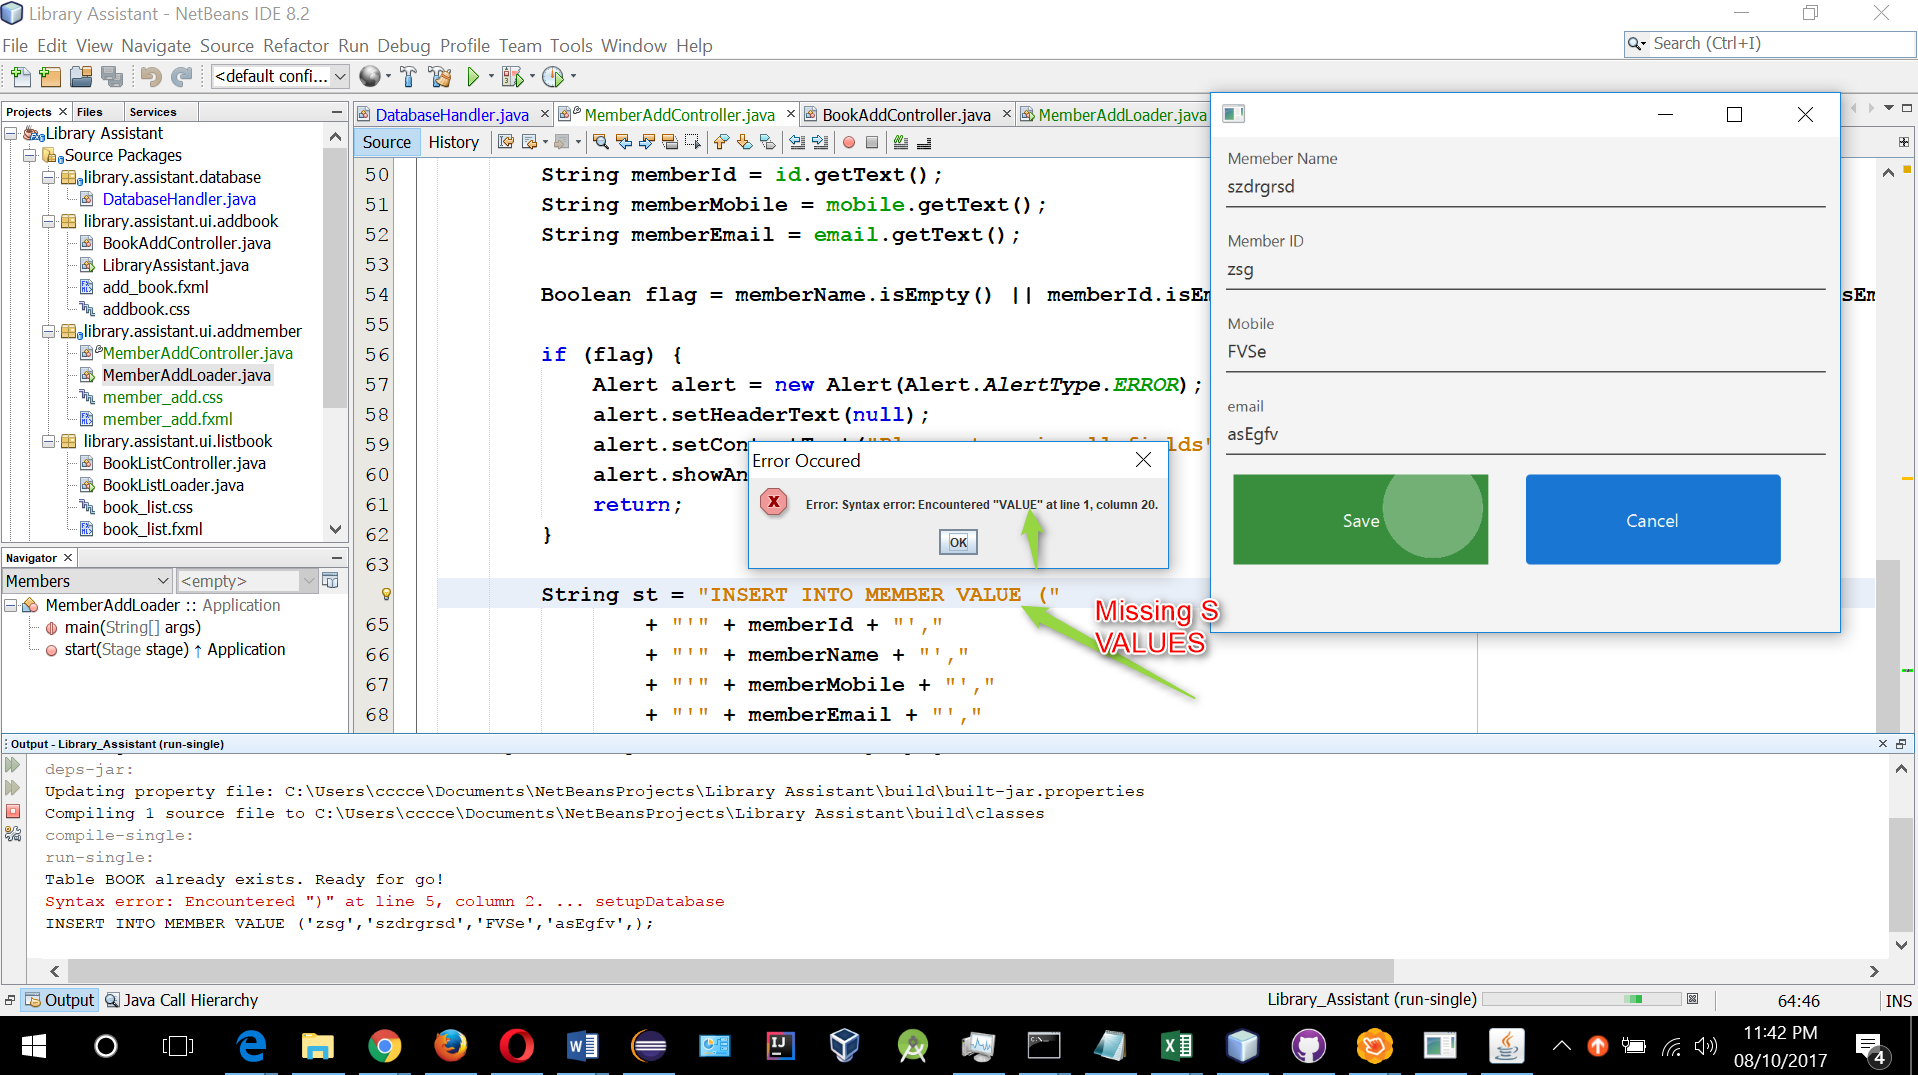 Library Assistant - NetBeans IDE 8.2
File Edit View Navigate Source Refactor Run Debug Profile Team Tools Window Help
Search (Ctrl+I)
<default confi...
Projects Files Services
Library Assistant
Source Packages
library.assistant.database
DatabaseHandler.java
library.assistant.ui.addbook
BookAddController.java
LibraryAssistant.java
add_book.fxml
addbook.css
library.assistant.ui.addmember
MemberAddController.java
MemberAddLoader.java
member_add.css
member_add.fxml
library.assistant.ui.listbook
BookListController.java
BookListLoader.java
book_list.css
book_list.fxml
Navigator
Members <empty>
MemberAddLoader :: Application
main(String[] args)
start(Stage stage) ↑ Application
DatabaseHandler.java MemberAddController.java BookAddController.java MemberAddLoader.java
Source History
50 String memberId = id.getText();
51 String memberMobile = mobile.getText();
52 String memberEmail = email.getText();
53
54 Boolean flag = memberName.isEmpty() || memberId.isEm
sEm
55
56 if (flag) {
57 Alert alert = new Alert(Alert.AlertType.ERROR);
58 alert.setHeaderText(null);
59
60 alert.showAn
61 return;
62 }
63
String st = "INSERT INTO MEMBER VALUE ("
65 + "'" + memberId + "',"
66 + "'" + memberName + "',"
67 + "'" + memberMobile + "',"
68 + "'" + memberEmail + "',"
Error Occured
Error: Syntax error: Encountered "VALUE" at line 1, column 20.
OK
Missing S
VALUES
Memeber Name
szdrgrsd
Member ID
zsg
Mobile
FVSe
email
asEgfv
Save Cancel
Output - Library_Assistant (run-single)
deps-jar:
Updating property file: C:\Users\cccce\Documents\NetBeansProjects\Library Assistant\build\built-jar.properties
Compiling 1 source file to C:\Users\cccce\Documents\NetBeansProjects\Library Assistant\build\classes
compile-single:
run-single:
Table BOOK already exists. Ready for go!
Syntax error: Encountered ")" at line 5, column 2. ... setupDatabase
INSERT INTO MEMBER VALUE ('zsg','szdrgrsd','FVSe','asEgfv',);
Output Java Call Hierarchy
Library_Assistant (run-single) 64:46 INS
11:42 PM
08/10/2017
4